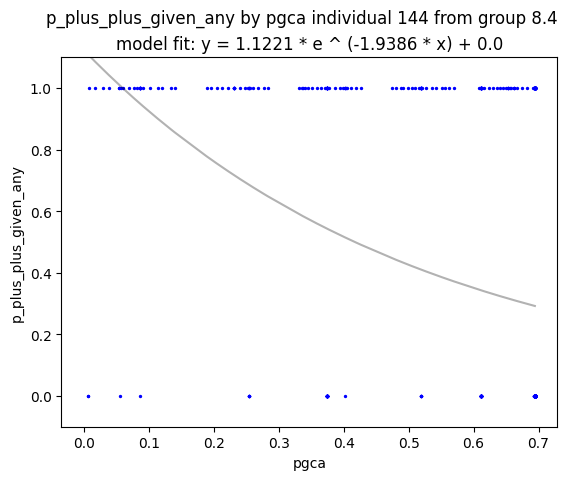 p_plus_plus_given_any by pgca individual 144 from group 8.4
model fit: y = 1.1221 * e ^ (-1.9386 * x) + 0.0
p_plus_plus_given_any
1.0
0.8
0.6
0.4
0.2
0.0
0.0 0.1 0.2 0.3 0.4 0.5 0.6 0.7
pgca